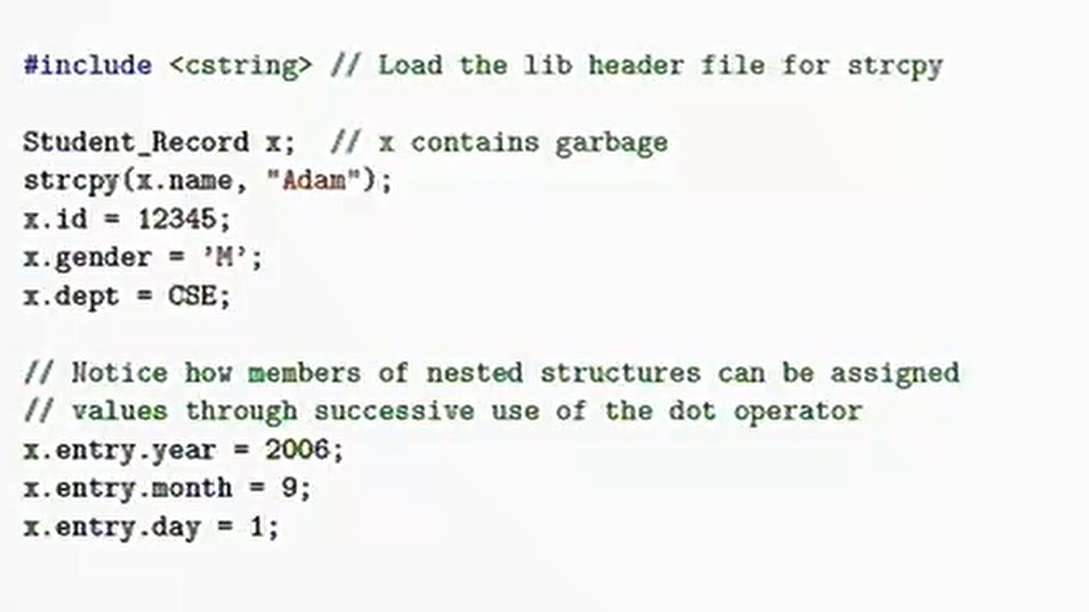 #include <cstring> // Load the lib header file for strcpy
Student_Record x;  // x contains garbage
strcpy(x.name, "Adam");
x.id = 12345;
x.gender = 'M';
x.dept = CSE;
// Notice how members of nested structures can be assigned
// values through successive use of the dot operator
x.entry.year = 2006;
x.entry.month = 9;
x.entry.day = 1;